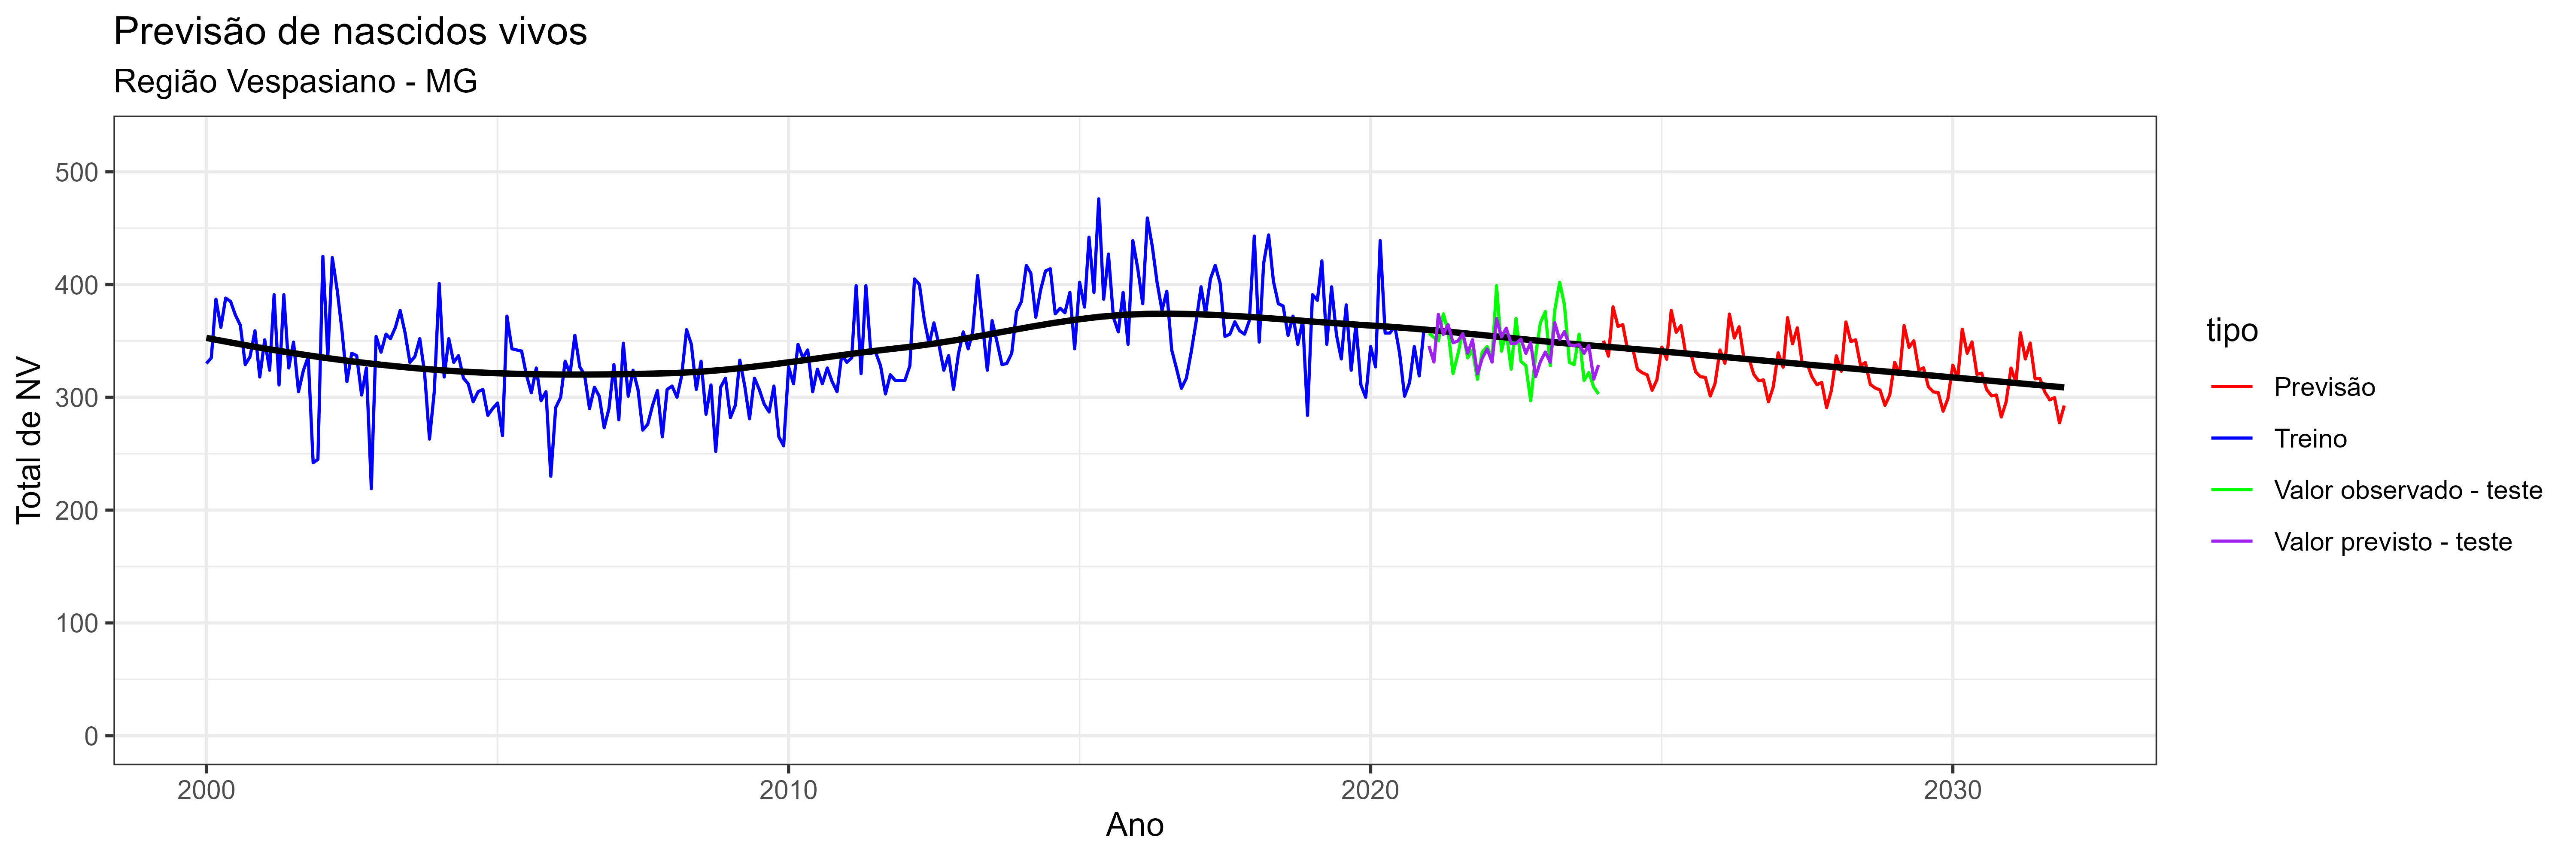 Previsão de nascidos vivos
Região Vespasiano - MG
Total de NV
500
400
300
200
100
0
2000
2010
2020
2030
Ano
tipo
Previsão
Treino
Valor observado - teste
Valor previsto - teste